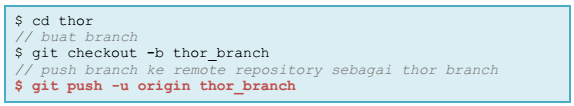 $ cd thor
// buat branch
$ git checkout -b thor_branch
// push branch ke remote repository sebagai thor branch
$ git push -u origin thor_branch